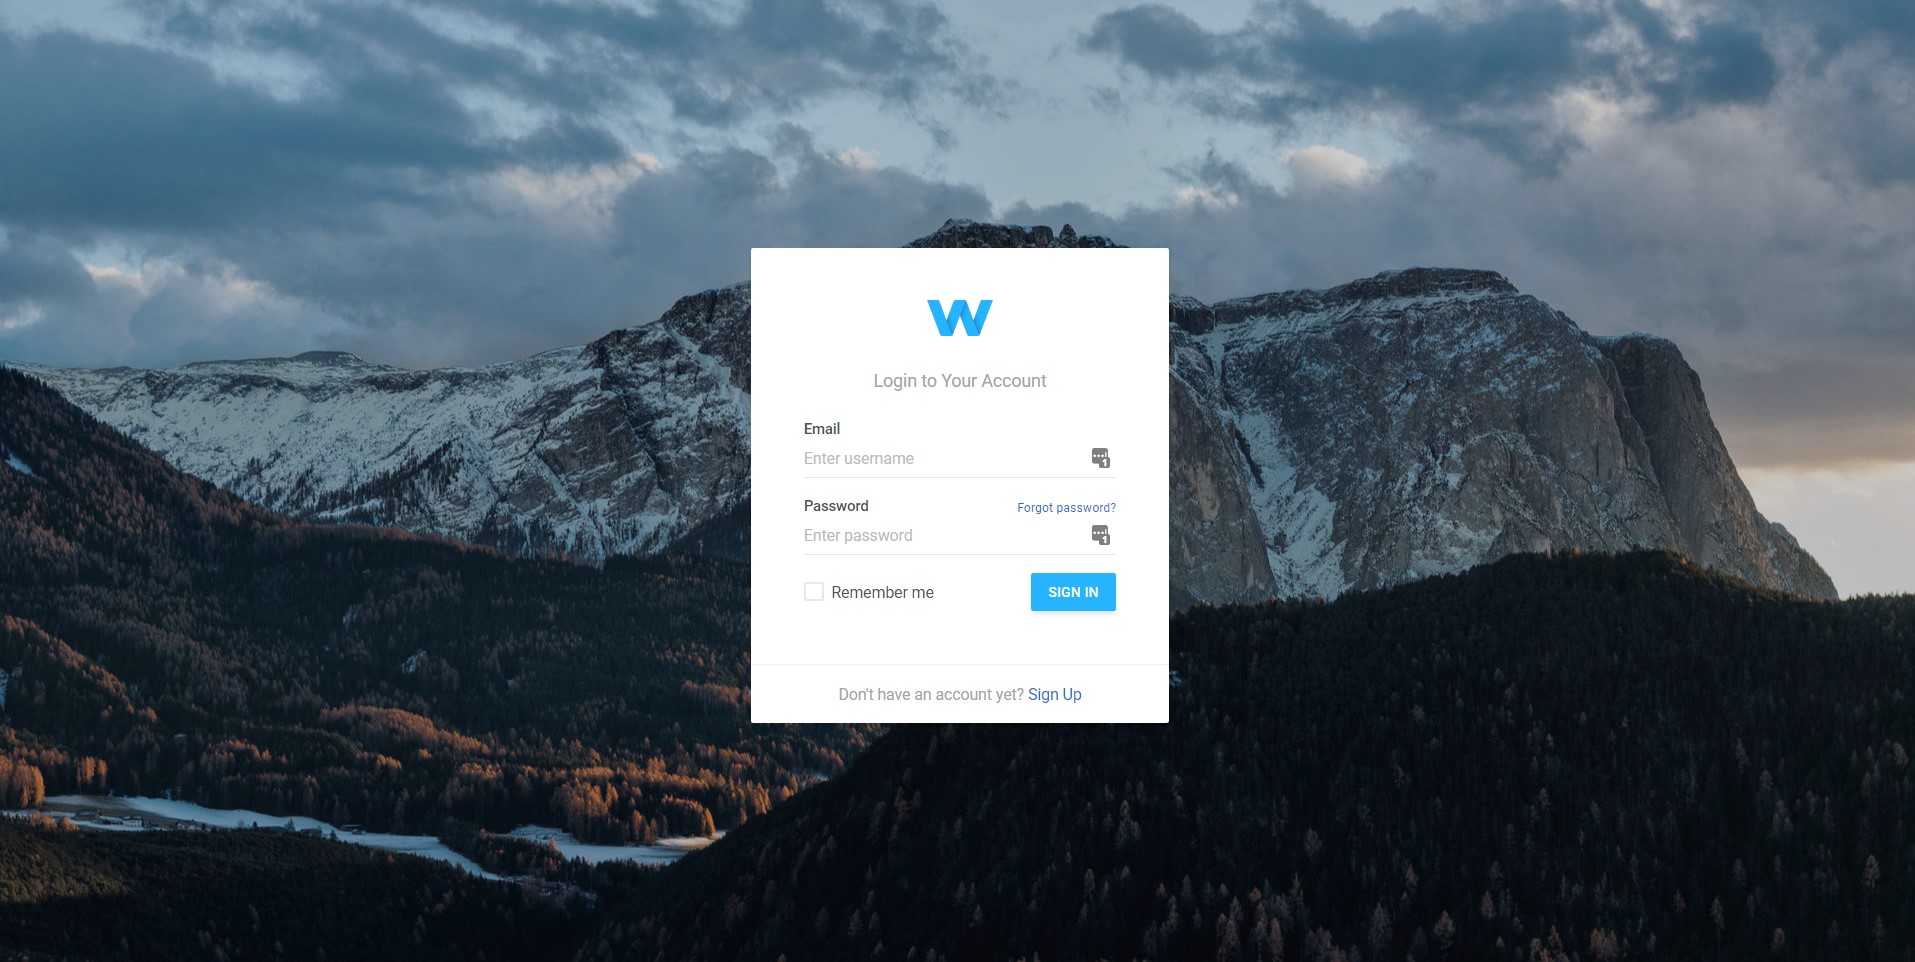 W
Login to Your Account
Email
Enter username
Password Forgot password?
Enter password
Remember me SIGN IN
Don't have an account yet? Sign Up